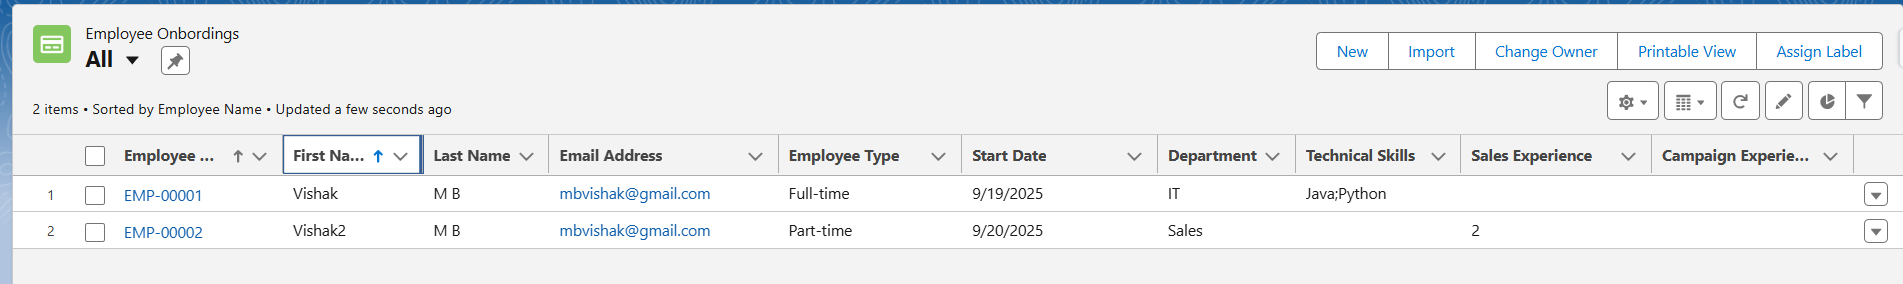 Employee Onbordings
All
New Import Change Owner Printable View Assign Label
2 items • Sorted by Employee Name • Updated a few seconds ago
Employee ... First Na... Last Name Email Address Employee Type Start Date Department Technical Skills Sales Experience Campaign Experie...
1 EMP-00001 Vishak M B mbvishak@gmail.com Full-time 9/19/2025 IT Java;Python
2 EMP-00002 Vishak2 M B mbvishak@gmail.com Part-time 9/20/2025 Sales 2